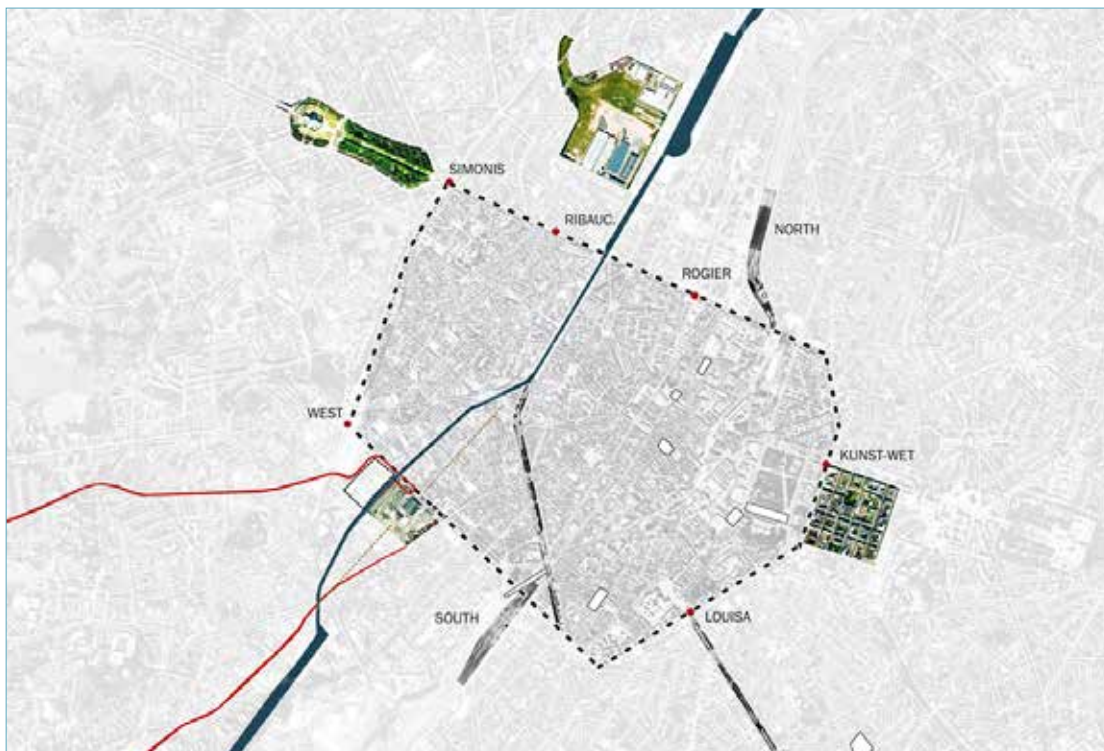 SIMONIS
RIBAUC.
NORTH
ROGIER
WEST
KUNST-WET
SOUTH
LOUISA